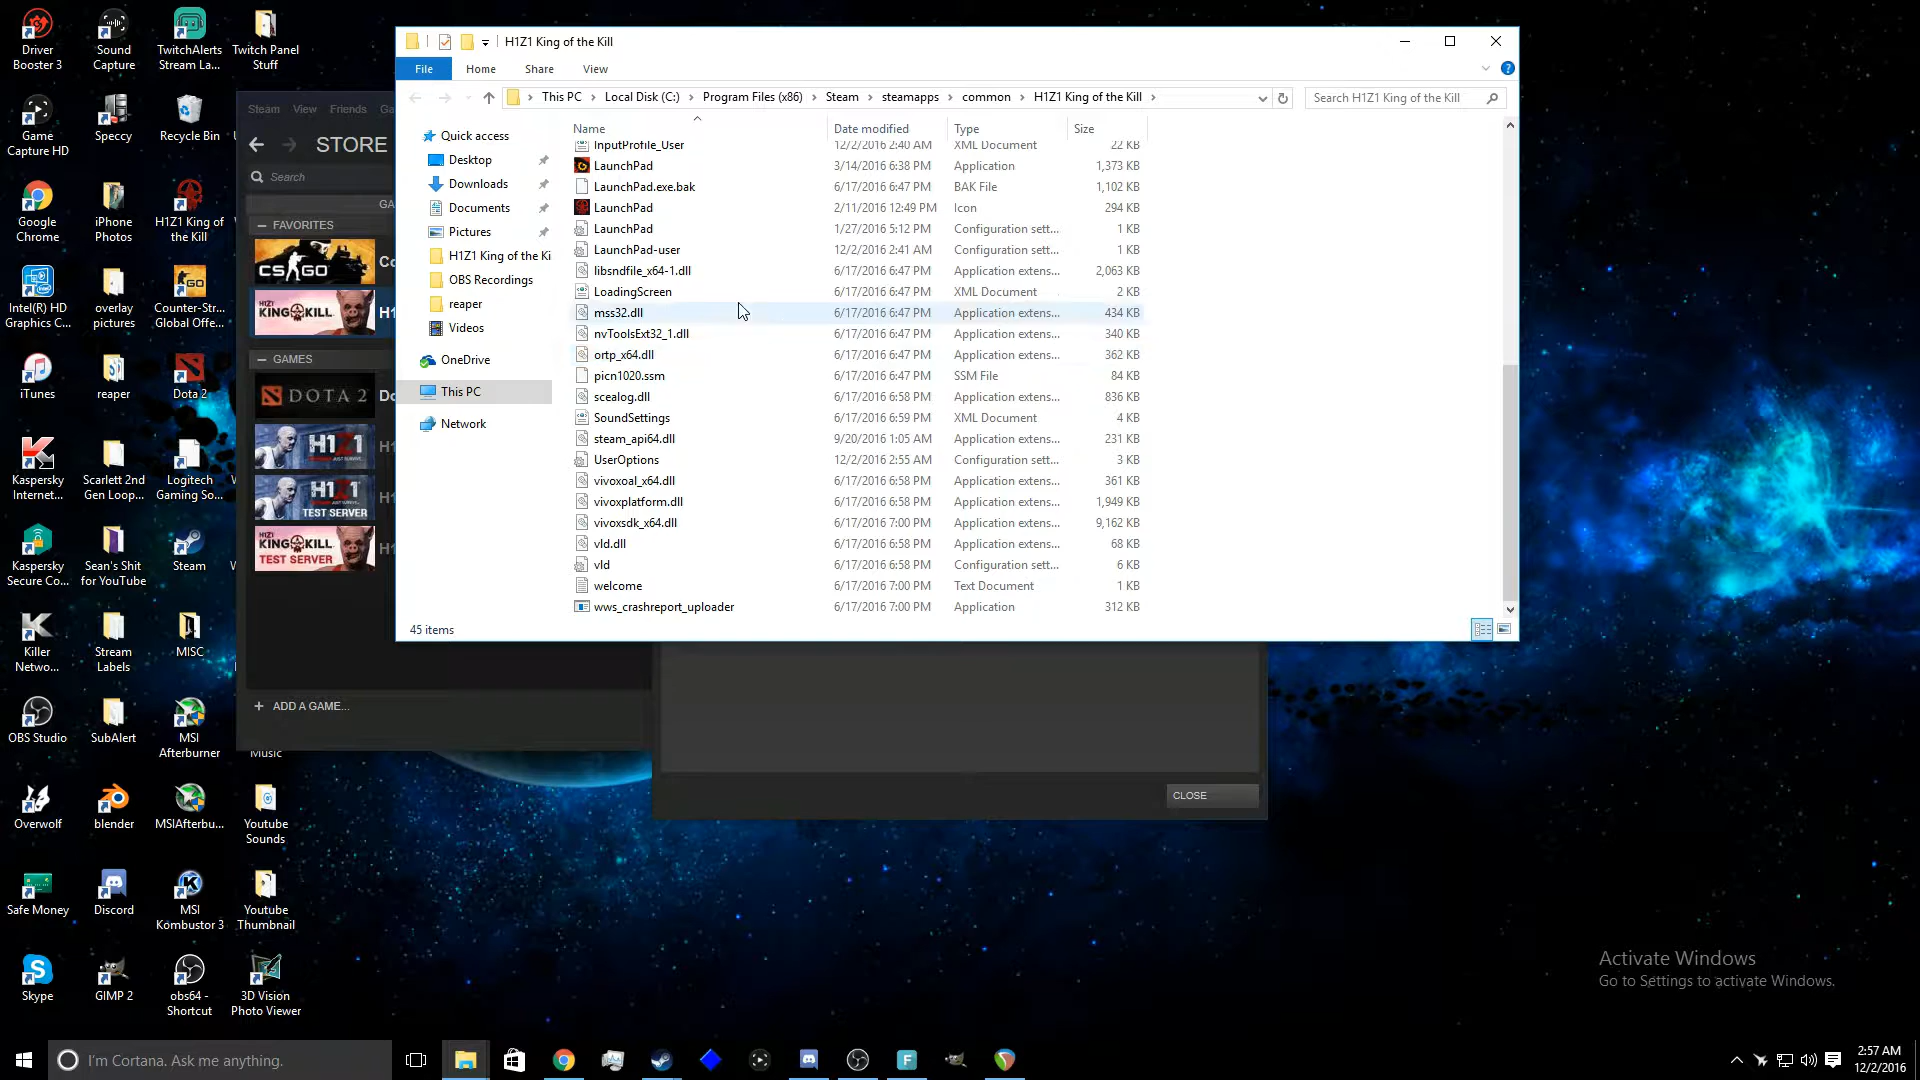 Driver
Booster 3
Sound
Capture
TwitchAlerts
Stream La...
Twitch Panel
Stuff
Game
Capture HD
Speccy
Recycle Bin
Google
Chrome
iPhone
Photos
H1Z1 King of
the Kill
Intel(R) HD
Graphics C...
overlay
pictures
Counter-Str...
Global Offe...
iTunes
reaper
Dota 2
Kaspersky
Internet...
Scarlett 2nd
Gen Loop...
Logitech
Gaming So...
Kaspersky
Secure Co...
Sean's Shit
for YouTube
Steam
Killer
Netwo...
Stream
Labels
MISC
OBS Studio
SubAlert
MSI
Afterburner
Music
Overwolf
blender
MSIAfterbu...
Youtube
Sounds
Safe Money
Discord
MSI
Kombustor 3
Youtube
Thumbnail
Skype
GIMP 2
obs64 -
Shortcut
3D Vision
Photo Viewer
Steam View Friends Ga
STORE
Search
GA
FAVORITES
CS:GO
H1Z1
KING OF THE KILL
GAMES
DOTA 2
H1Z1
H1Z1
TEST SERVER
H1Z1
KING OF THE KILL
TEST SERVER
+ ADD A GAME...
CLOSE
H1Z1 King of the Kill
File Home Share View
This PC > Local Disk (C:) > Program Files (x86) > Steam > steamapps > common > H1Z1 King of the Kill >
Search H1Z1 King of the Kill
Quick access
Desktop
Downloads
Documents
Pictures
H1Z1 King of the Ki
OBS Recordings
reaper
Videos
OneDrive
This PC
Network
Name Date modified Type Size
InputProfile_User 12/2/2016 2:40 AM XML Document 22 KB
LaunchPad 3/14/2016 6:38 PM Application 1,373 KB
LaunchPad.exe.bak 6/17/2016 6:47 PM BAK File 1,102 KB
LaunchPad 2/11/2016 12:49 PM Icon 294 KB
LaunchPad 1/27/2016 5:12 PM Configuration sett... 1 KB
LaunchPad-user 12/2/2016 2:41 AM Configuration sett... 1 KB
libsndfile_x64-1.dll 6/17/2016 6:47 PM Application extens... 2,063 KB
LoadingScreen 6/17/2016 6:47 PM XML Document 2 KB
mss32.dll 6/17/2016 6:47 PM Application extens... 434 KB
nvToolsExt32_1.dll 6/17/2016 6:47 PM Application extens... 340 KB
ortp_x64.dll 6/17/2016 6:47 PM Application extens... 362 KB
picn1020.ssm 6/17/2016 6:47 PM SSM File 84 KB
scealog.dll 6/17/2016 6:58 PM Application extens... 836 KB
SoundSettings 6/17/2016 6:59 PM XML Document 4 KB
steam_api64.dll 9/20/2016 1:05 AM Application extens... 231 KB
UserOptions 12/2/2016 2:55 AM Configuration sett... 3 KB
vivoxoal_x64.dll 6/17/2016 6:58 PM Application extens... 361 KB
vivoxplatform.dll 6/17/2016 6:58 PM Application extens... 1,949 KB
vivoxsdk_x64.dll 6/17/2016 7:00 PM Application extens... 9,162 KB
vld.dll 6/17/2016 6:58 PM Application extens... 68 KB
vld 6/17/2016 6:58 PM Configuration sett... 6 KB
welcome 6/17/2016 7:00 PM Text Document 1 KB
wws_crashreport_uploader 6/17/2016 7:00 PM Application 312 KB
45 items
Activate Windows
Go to Settings to activate Windows.
I'm Cortana. Ask me anything.
2:57 AM
12/2/2016